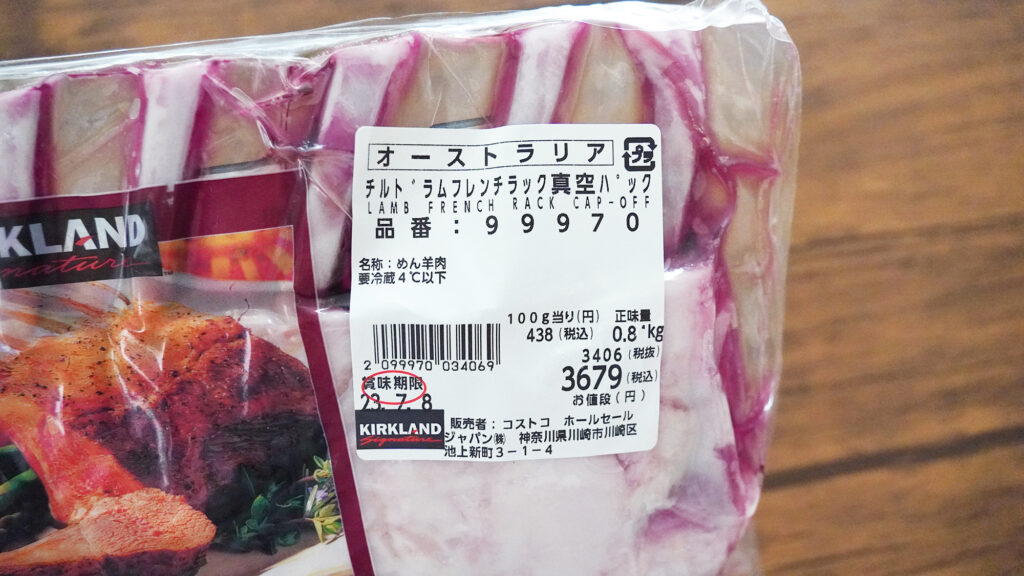 オーストラリア
プラ
チルド ラムフレンチラック真空パック
LAMB FRENCH RACK CAP-OFF
品番：99970
名称：めん羊肉
要冷蔵4℃以下
100g当り(円) 正味量
438(税込)
3406(税抜)
2 099970 034069
3679(税込)
賞味期限
お値段(円)
23.7.8
KIRKLAND
Signature
販売者：コストコ ホールセール
ジャパン㈱ 神奈川県川崎市川崎区
池上新町3-1-4
RKLAND
Signature